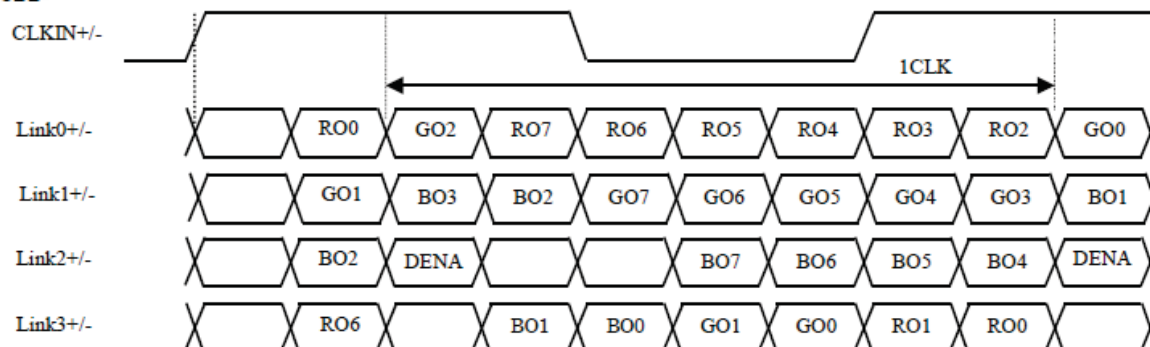 CLKIN+/-
1CLK
Link0+/- RO0 GO2 RO7 RO6 RO5 RO4 RO3 RO2 GO0
Link1+/- GO1 BO3 BO2 GO7 GO6 GO5 GO4 GO3 BO1
Link2+/- BO2 DENA BO7 BO6 BO5 BO4 DENA
Link3+/- RO6 BO1 BO0 GO1 GO0 RO1 RO0